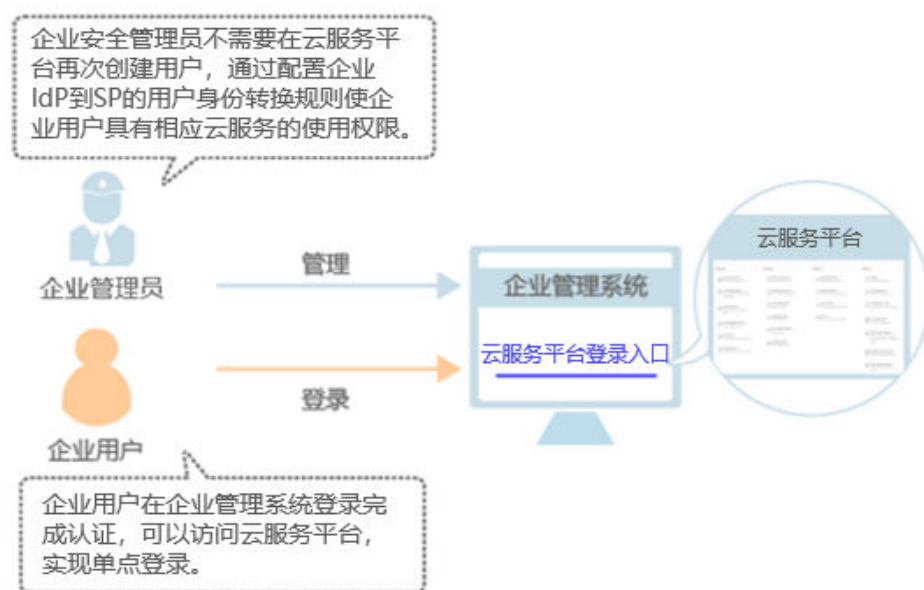 企业安全管理员不需要在云服务平
台再次创建用户，通过配置企业
IdP到SP的用户身份转换规则使企
业用户具有相应云服务的使用权限。
企业管理员
管理
企业管理系统
云服务平台
云服务平台登录入口
登录
企业用户
企业用户在企业管理系统登录完
成认证，可以访问云服务平台，
实现单点登录。